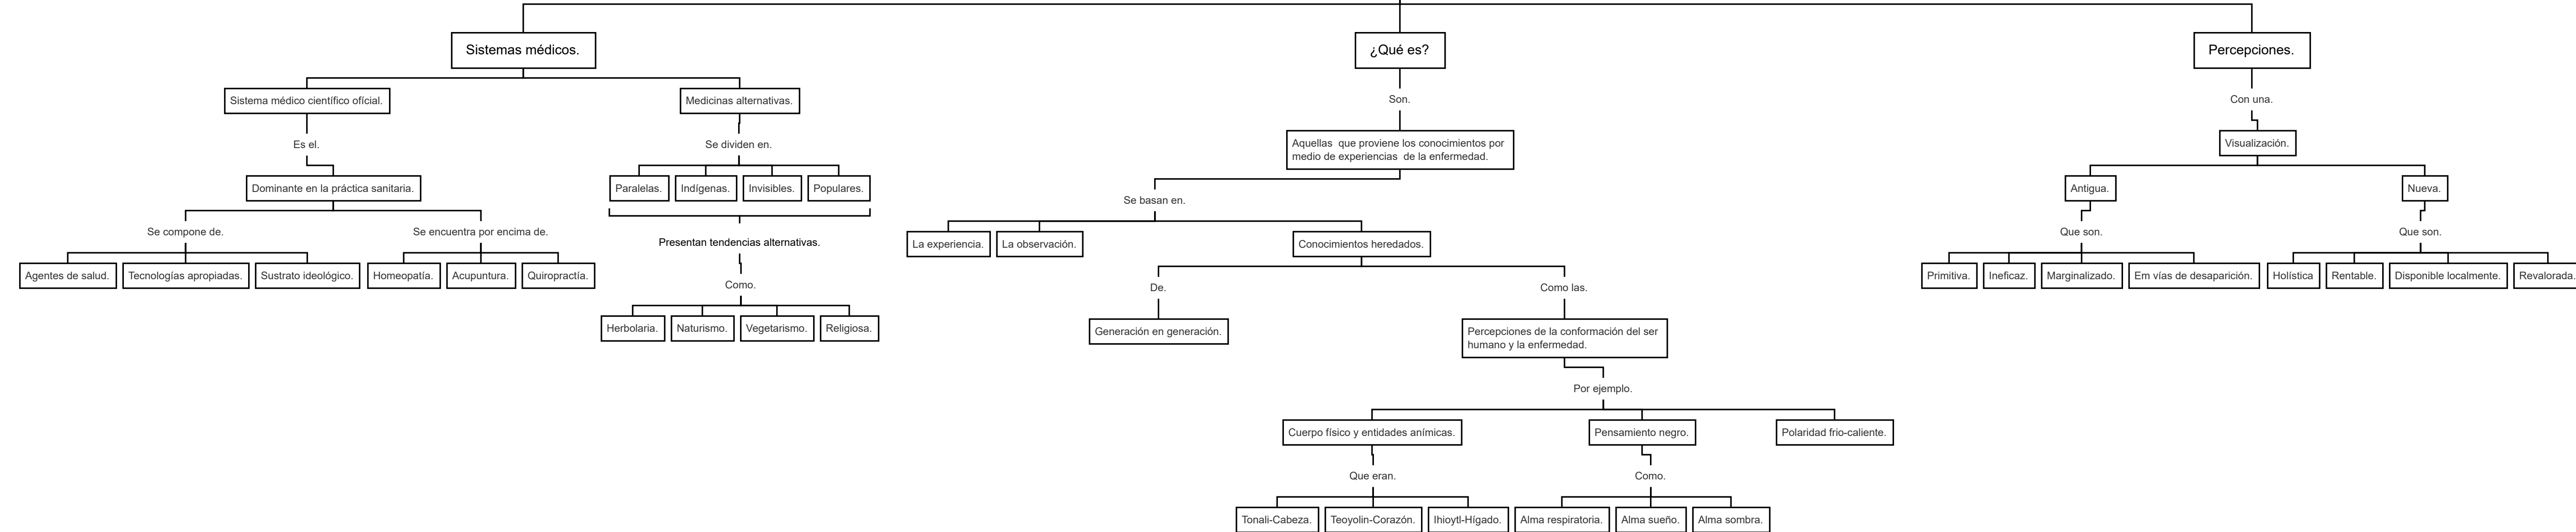 Sistemas médicos.
¿Qué es?
Percepciones.
Sistema médico científico oficial.
Medicinas alternativas.
Son.
Con una.
Es el.
Se dividen en.
Aquellas  que proviene los conocimientos por
medio de experiencias  de la enfermedad.
Visualización.
Dominante en la práctica sanitaria.
Paralelas.
Indígenas.
Invisibles.
Populares.
Se basan en.
Antigua.
Nueva.
Se compone de.
Se encuentra por encima de.
Presentan tendencias alternativas.
La experiencia.
La observación.
Conocimientos heredados.
Que son.
Que son.
Agentes de salud.
Tecnologías apropiadas.
Sustrato ideológico.
Homeopatía.
Acupuntura.
Quiropractía.
Como.
De.
Como las.
Primitiva.
Ineficaz.
Marginalizado.
Em vías de desaparición.
Holística
Rentable.
Disponible localmente.
Revalorada.
Herbolaria.
Naturismo.
Vegetarismo.
Religiosa.
Generación en generación.
Percepciones de la conformación del ser
humano y la enfermedad.
Por ejemplo.
Cuerpo físico y entidades anímicas.
Pensamiento negro.
Polaridad frio-caliente.
Que eran.
Como.
Tonali-Cabeza.
Teoyolin-Corazón.
Ihioytl-Hígado.
Alma respiratoria.
Alma sueño.
Alma sombra.